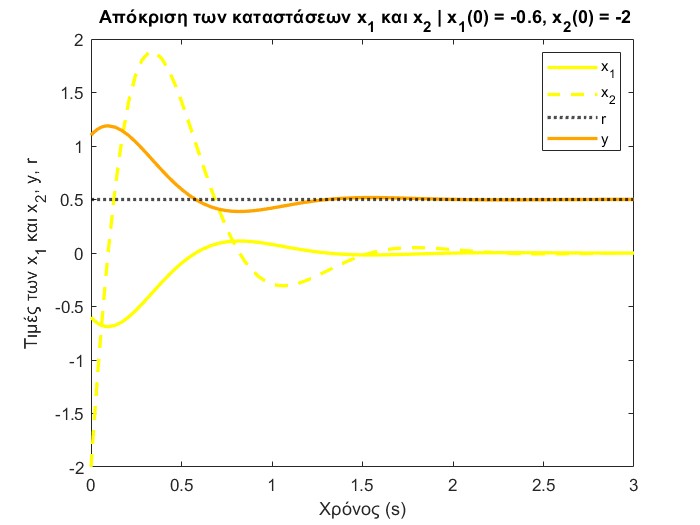 Απόκριση των καταστάσεων x₁ και x₂ | x₁(0) = -0.6, x₂(0) = -2
Τιμές των x₁ και x₂, y, r
2
1.5
1
0.5
0
-0.5
-1
-1.5
-2
x₁
x₂
r
y
0 0.5 1 1.5 2 2.5 3
Χρόνος (s)